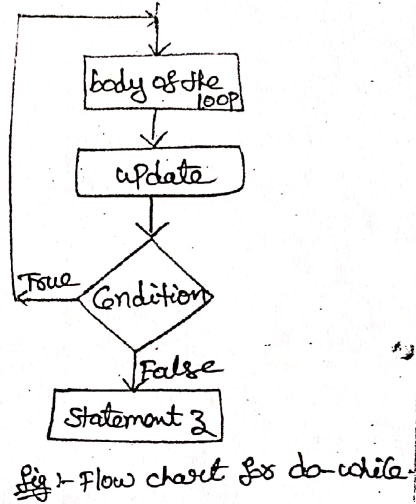 body of the
loop
update
True
Condition
False
Statement 3
fig :- Flow chart for do-while.